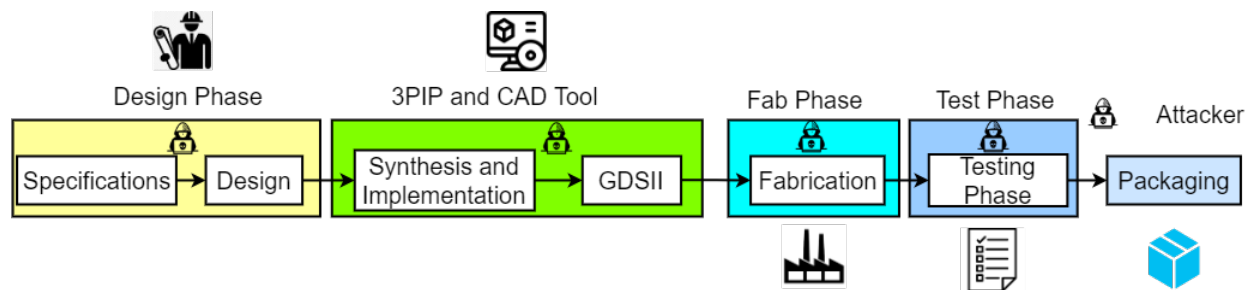 Design Phase
3PIP and CAD Tool
Fab Phase
Test Phase
Attacker
Specifications
Design
Synthesis and
Implementation
GDSII
Fabrication
Testing
Phase
Packaging